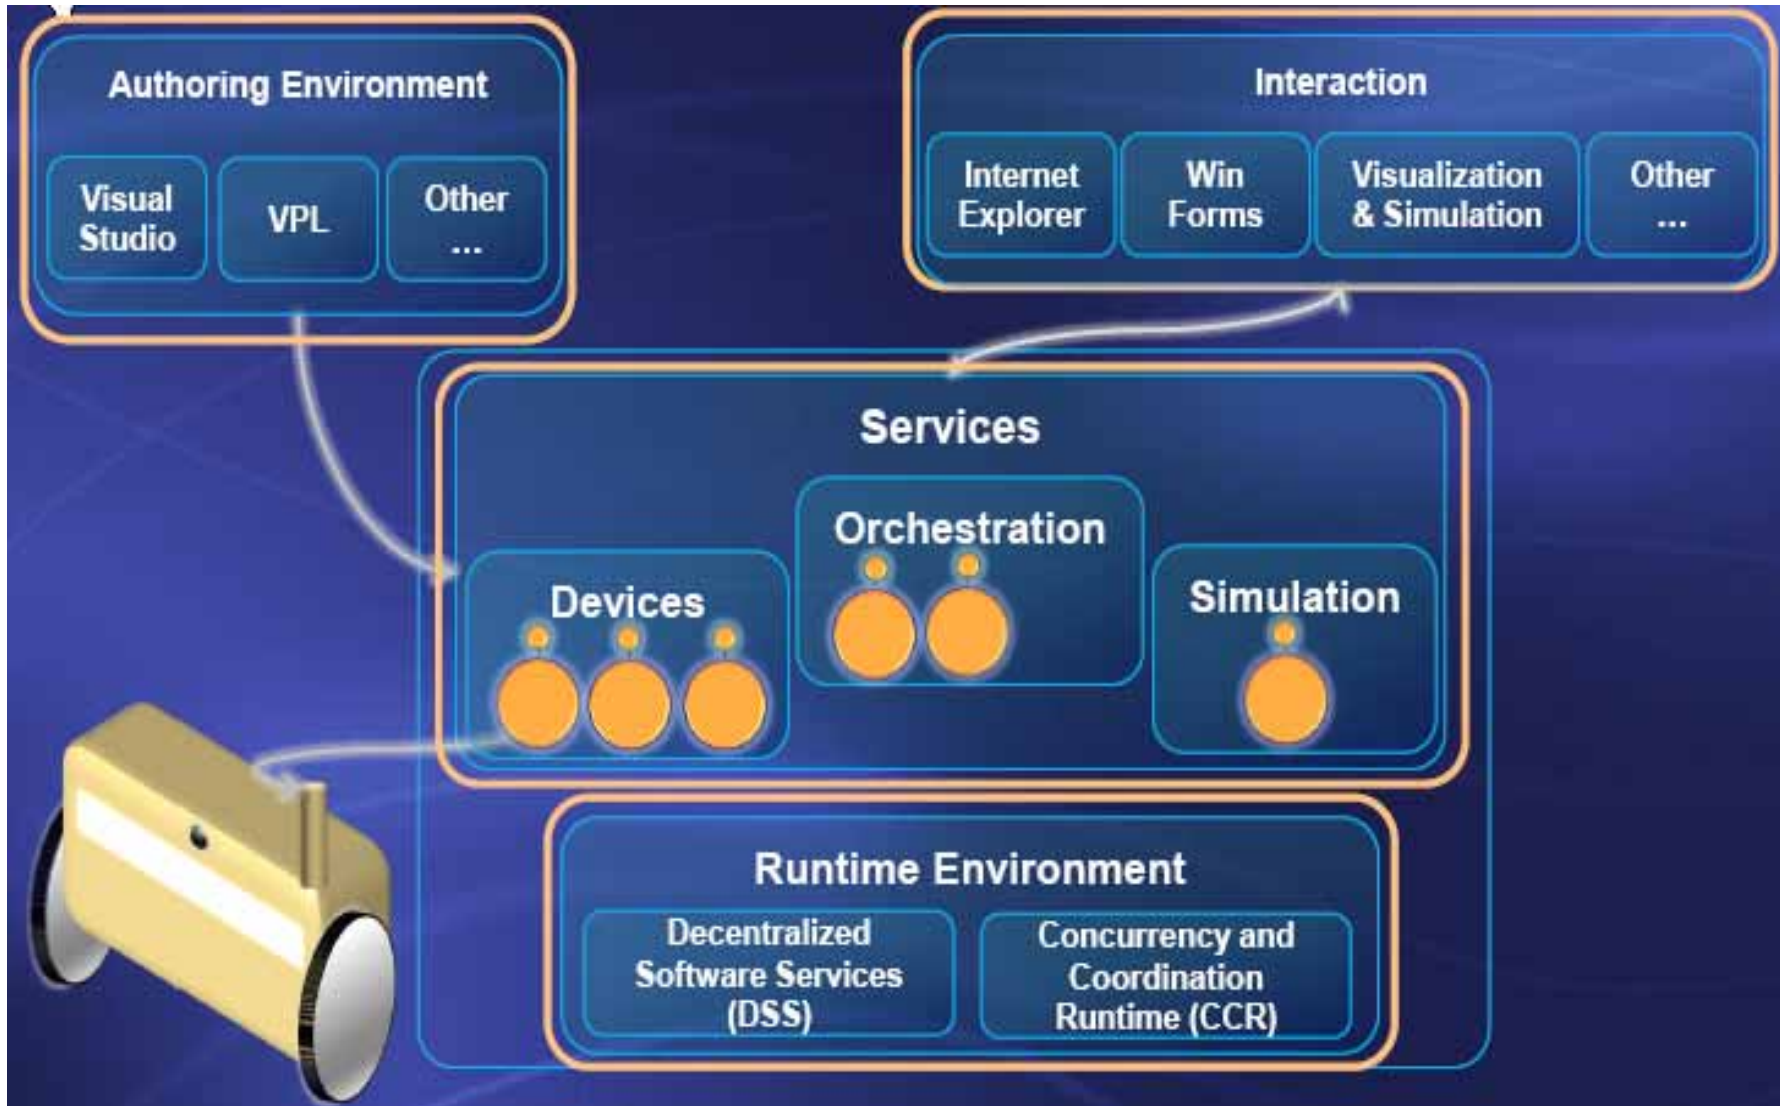 Authoring Environment
Visual
Studio
VPL
Other
...
Interaction
Internet
Explorer
Win
Forms
Visualization
& Simulation
Other
...
Services
Devices
Orchestration
Simulation
Runtime Environment
Decentralized
Software Services
(DSS)
Concurrency and
Coordination
Runtime (CCR)